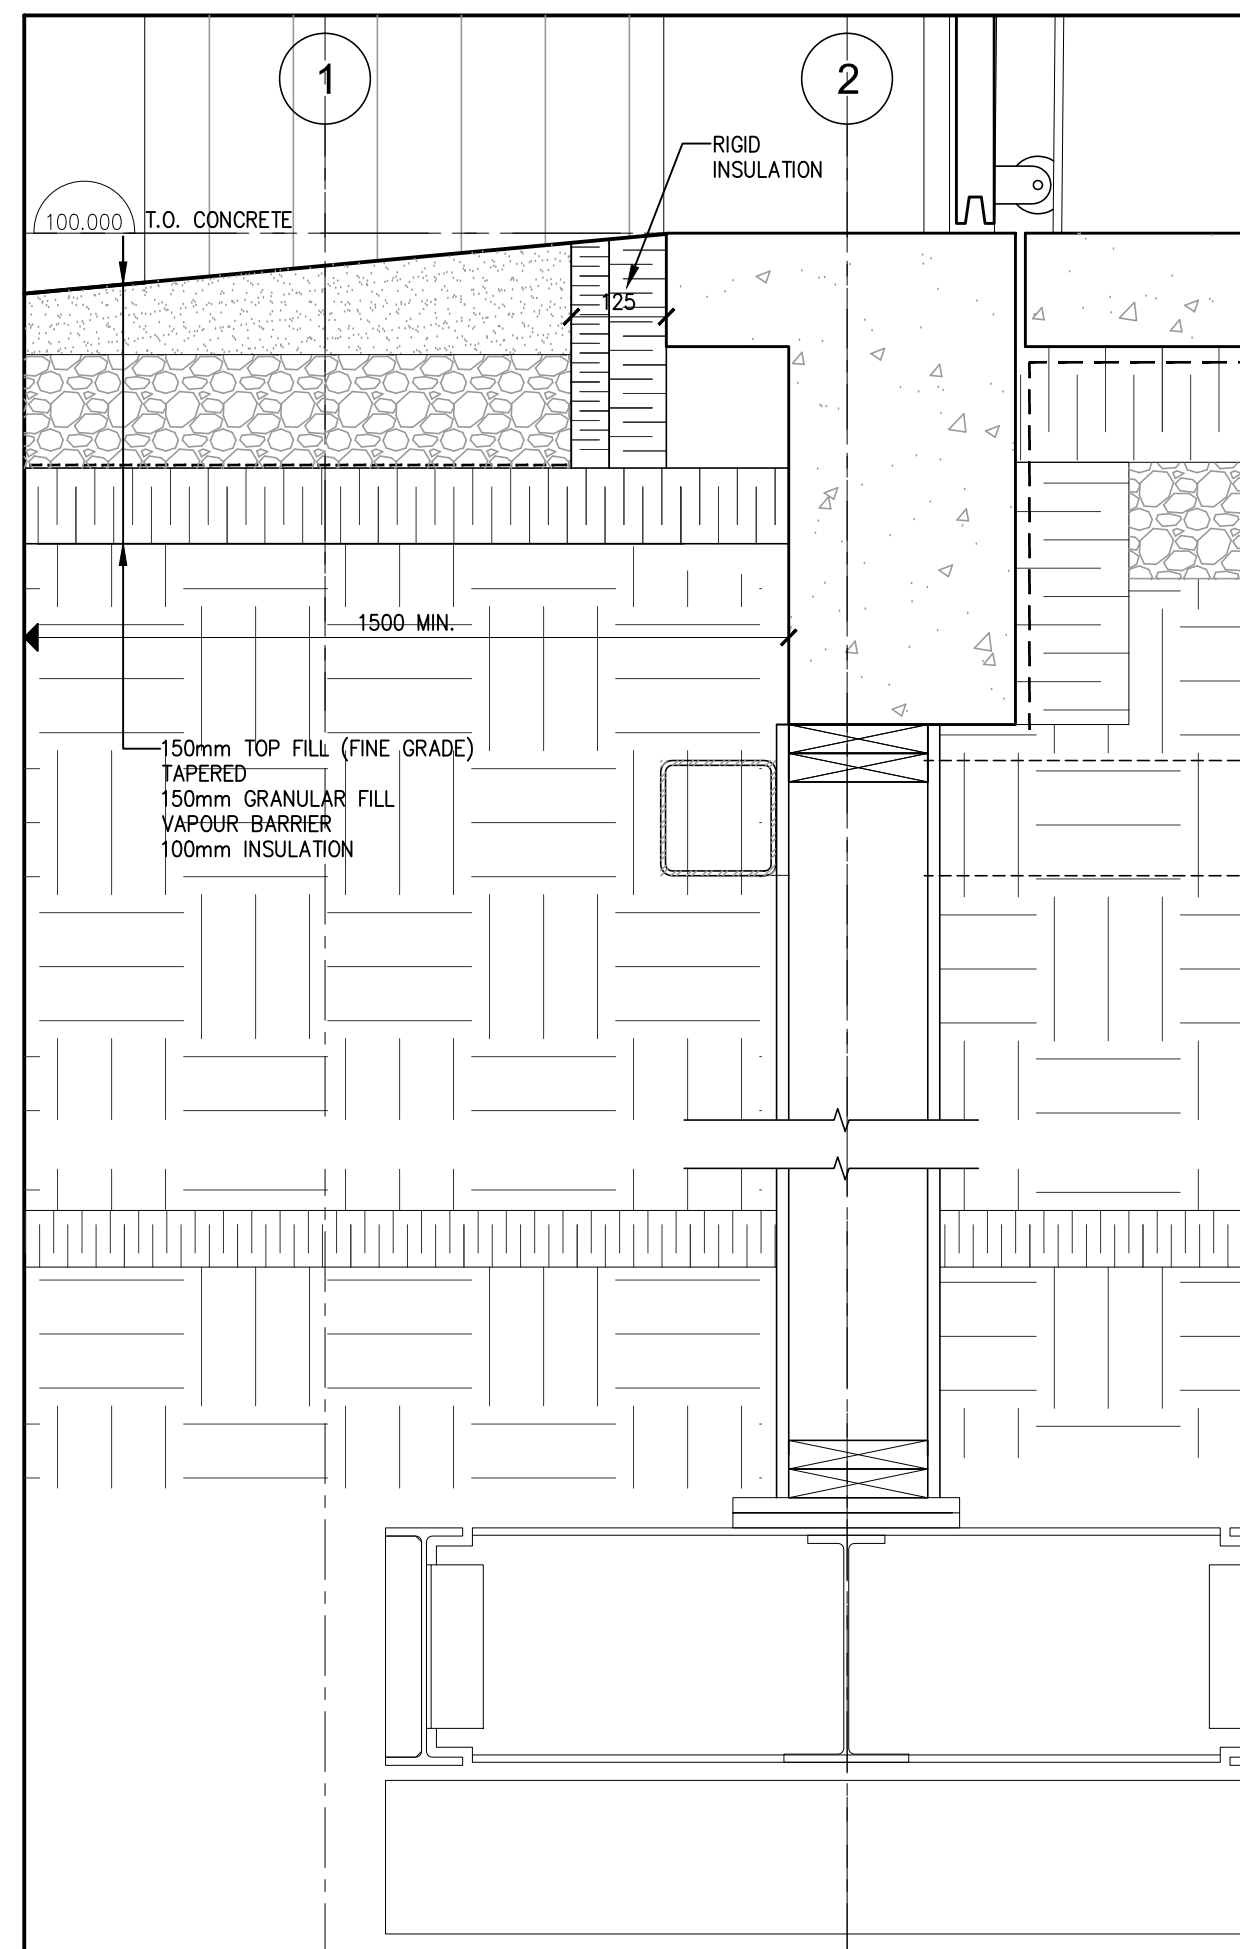 1
2
RIGID
INSULATION
100.000 T.O. CONCRETE
125
1500 MIN.
150mm TOP FILL (FINE GRADE)
TAPERED
150mm GRANULAR FILL
VAPOUR BARRIER
100mm INSULATION